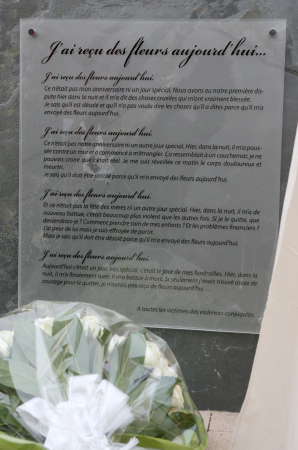 J'ai reçu des fleurs aujourd'hui...
J'ai reçu des fleurs aujourd'hui.
Ce n'était pas mon anniversaire ni un jour spécial. Nous avons eu notre première dis-
pute hier dans la nuit et il m'a dit des choses cruelles qui m'ont vraiment blessée.
Je sais qu'il est désolé et qu'il n'a pas voulu dire les choses qu'il a dites parce qu'il m'a
envoyé des fleurs aujourd'hui.
J'ai reçu des fleurs aujourd'hui.
Ce n'était pas notre anniversaire ni un autre jour spécial. Hier, dans la nuit, il m'a pous-
sée contre un mur et a commencé à m'étrangler. Ça ressemblait à un cauchemar, je ne
pouvais croire que c'était réel. Je me suis réveillée ce matin le corps douloureux et
meurtri.
Je sais qu'il doit être désolé parce qu'il m'a envoyé des fleurs aujourd'hui.
J'ai reçu des fleurs aujourd'hui.
Et ce n'était pas la fête des mères ni un autre jour spécial. Hier, dans la nuit, il m'a de
nouveau battue, c'était beaucoup plus violent que les autres fois. Si je le quitte, que
deviendrais-je ? Comment prendre soin de mes enfants ? Et les problèmes financiers ?
J'ai peur de lui mais je suis effrayée de partir.
Mais je sais qu'il doit être désolé parce qu'il m'a envoyé des fleurs aujourd'hui.
J'ai reçu des fleurs aujourd'hui.
Aujourd'hui c'était un jour très spécial, c'était le jour de mes funérailles. Hier, dans la
nuit, il m'a finalement tuée. Il m'a battue à mort. Si seulement j'avais trouvé assez de
courage pour le quitter, je n'aurais pas reçu de fleurs aujourd'hui...
A toutes les victimes des violences conjugales.